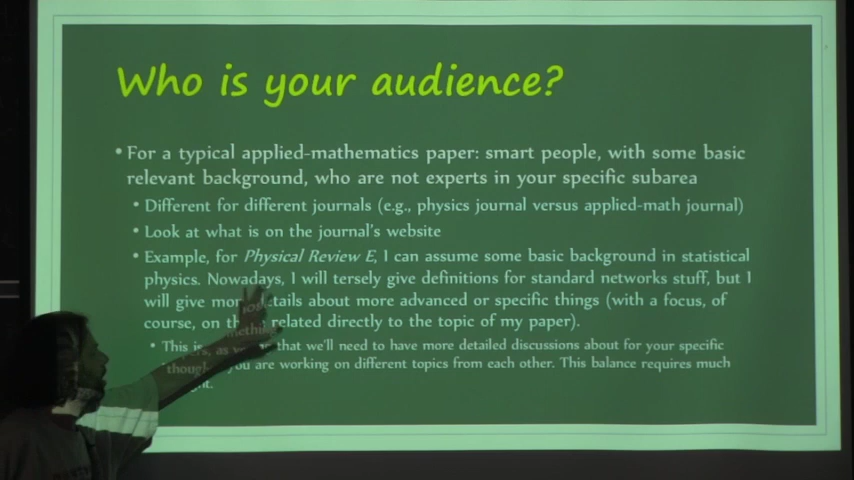 Who is your audience?
• For a typical applied-mathematics paper: smart people, with some basic
relevant background, who are not experts in your specific subarea
• Different for different journals (e.g., physics journal versus applied-math journal)
• Look at what is on the journal's website
• Example, for Physical Review E, I can assume some basic background in statistical
physics. Nowadays, I will tersely give definitions for standard networks stuff, but I
will give more details about more advanced or specific things (with a focus, of
course, on related directly to the topic of my paper).
• This is, as that we'll need to have more detailed discussions about for your specific
you are working on different topics from each other. This balance requires much